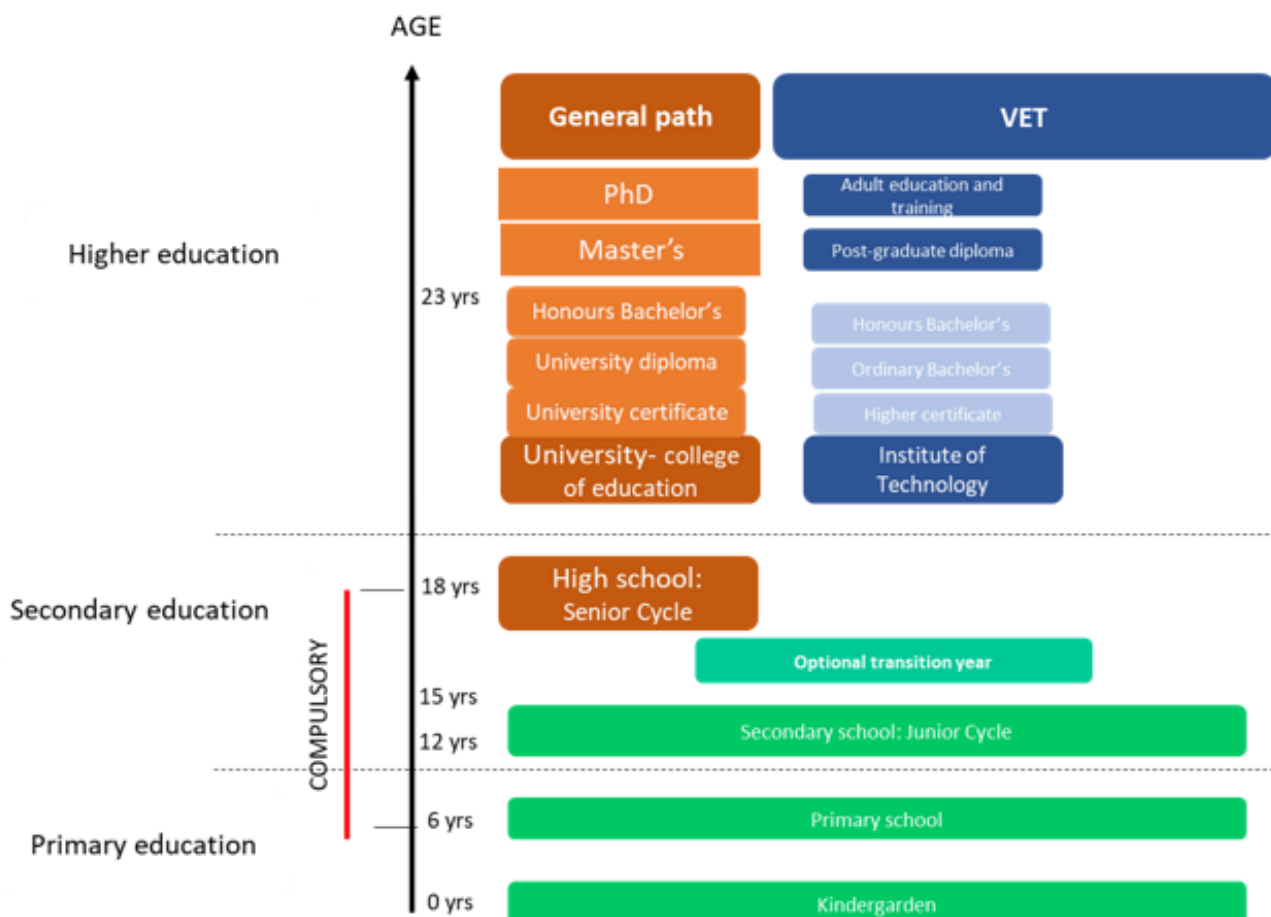 AGE
General path
VET
PhD
Adult education and
training
Higher education
Master's
Post-graduate diploma
23 yrs
Honours Bachelor's
Honours Bachelor's
University diploma
Ordinary Bachelor's
University certificate
Higher certificate
University- college
of education
Institute of
Technology
Secondary education
COMPULSORY
18 yrs
High school:
Senior Cycle
Optional transition year
15 yrs
12 yrs
Secondary school: Junior Cycle
Primary education
6 yrs
Primary school
0 yrs
Kindergarden